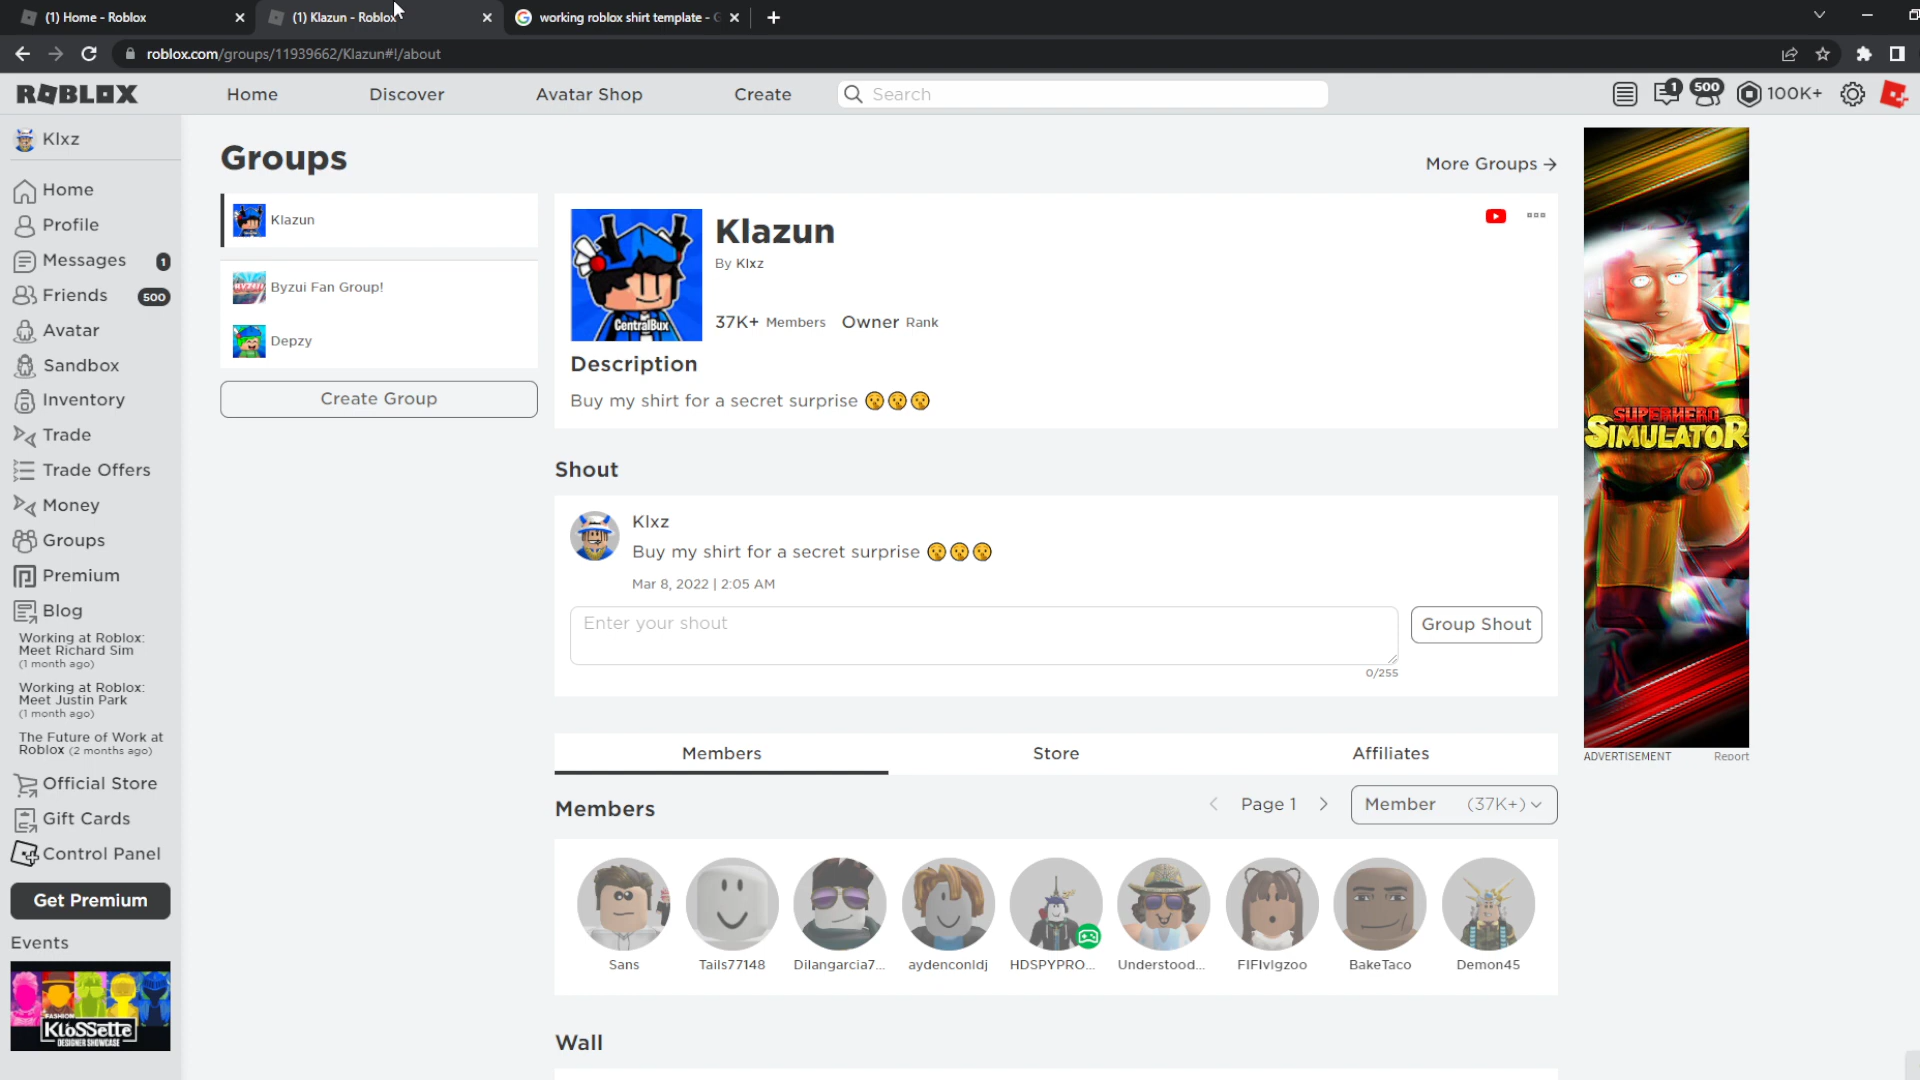 (1) Home - Roblox
(1) Klazun - Roblox
working roblox shirt template - G
roblox.com/groups/11939662/Klazun#!/about
ROBLOX
Home
Discover
Avatar Shop
Create
Search
1
500
100K+
Klxz
Home
Profile
Messages 1
Friends 500
Avatar
Sandbox
Inventory
Trade
Trade Offers
Money
Groups
Premium
Blog
Working at Roblox:
Meet Richard Sim
(1 month ago)
Working at Roblox:
Meet Justin Park
(1 month ago)
The Future of Work at
Roblox (2 months ago)
Official Store
Gift Cards
Control Panel
Get Premium
Events
FASHION
KLOSSETTE
DESIGNER SHOWCASE
Groups
More Groups →
Klazun
Byzui Fan Group!
Depzy
Create Group
CentralBux
Klazun
By Klxz
37K+ Members Owner Rank
Description
Buy my shirt for a secret surprise 🤫🤫🤫
Shout
Klxz
Buy my shirt for a secret surprise 🤫🤫🤫
Mar 8, 2022 | 2:05 AM
Enter your shout
Group Shout
0/255
Members
Store
Affiliates
Members
Page 1
Member (37K+)
Sans
Tails77148
Dilangarcia7...
aydenconldj
HDSPYPRO...
Understood...
FIFIvlgzoo
BakeTaco
Demon45
Wall
SUPERHERO
SIMULATOR
ADVERTISEMENT
Report